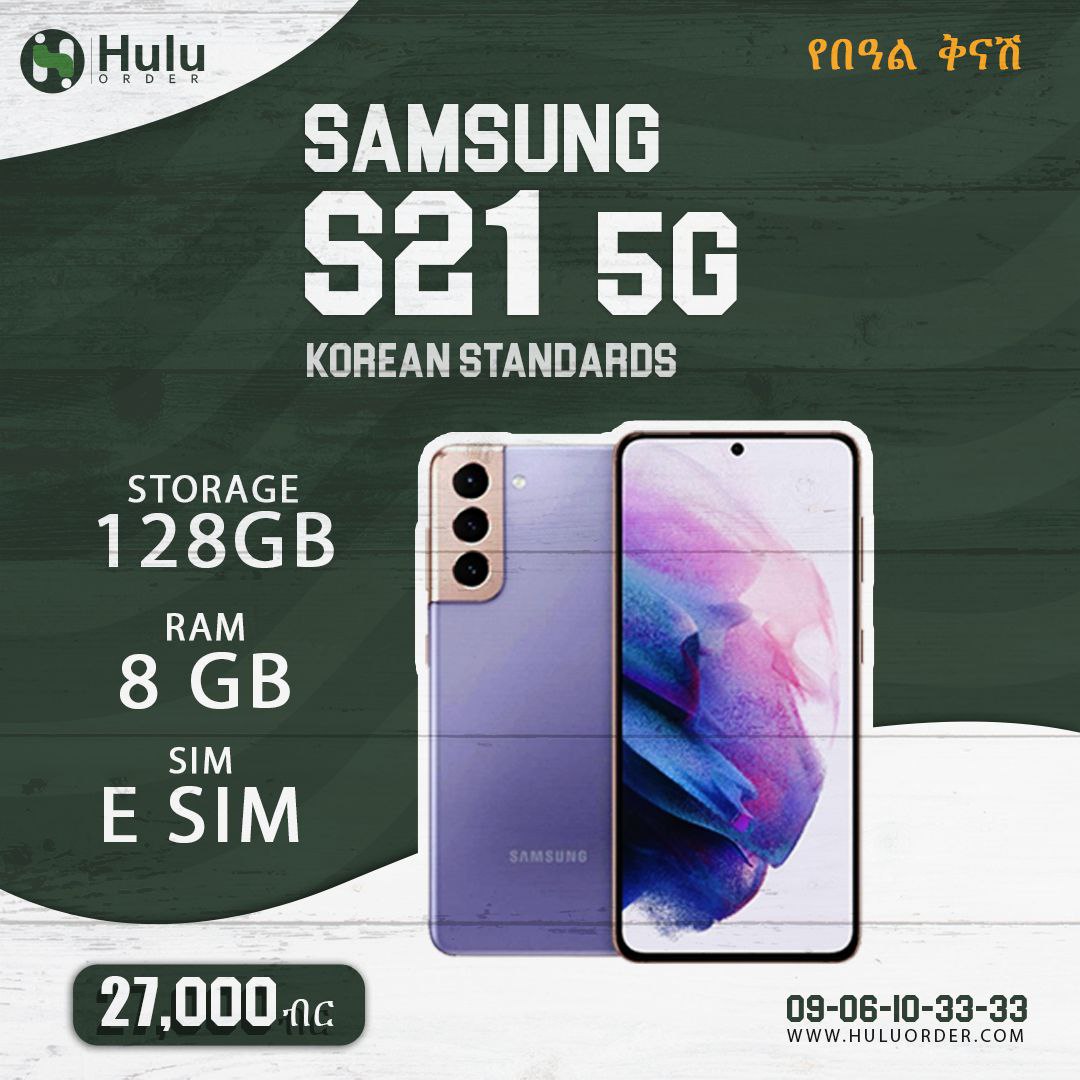 Hulu
ORDER
የበዓል ቅናሽ
SAMSUNG
S21 5G
KOREAN STANDARDS
STORAGE
128GB
RAM
8 GB
SIM
E SIM
SAMSUNG
27,000 ብር
09-06-10-33-33
WWW.HULUORDER.COM